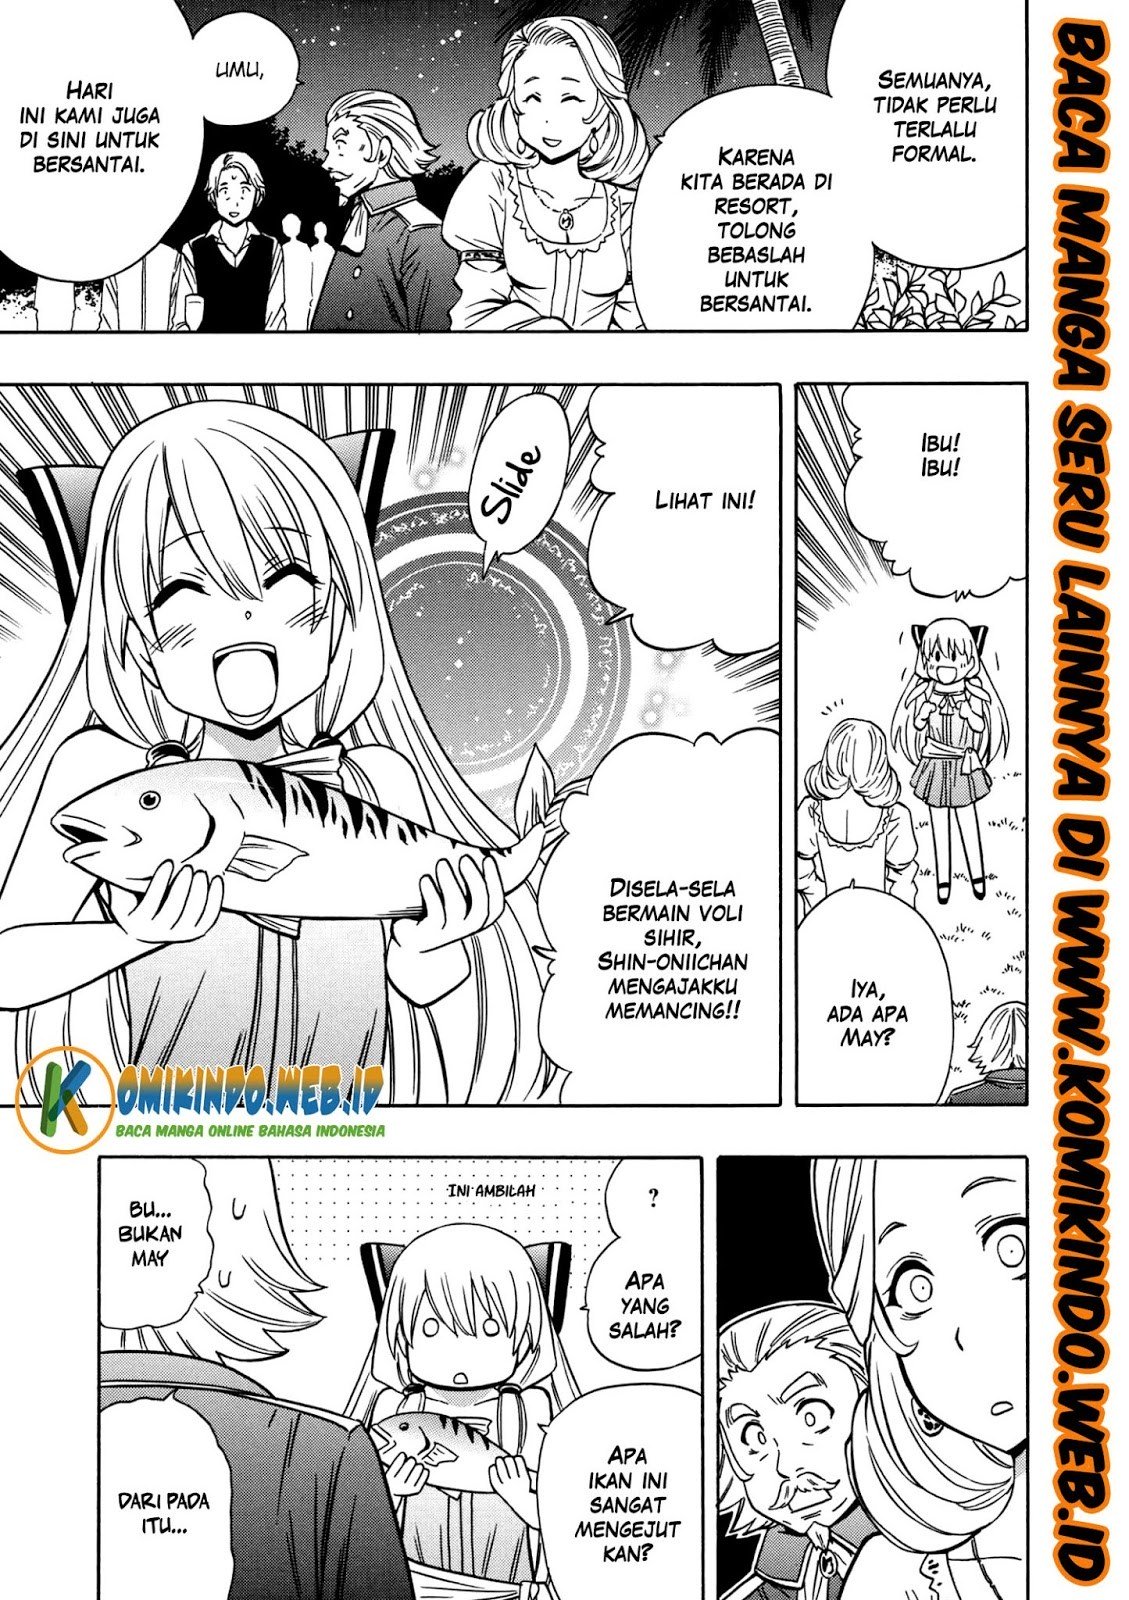 SEMUANYA,
TIDAK PERLU
TERLALU
FORMAL.
KARENA
KITA BERADA DI
RESORT,
TOLONG
BEBASLAH
UNTUK
BERSANTAI.
UMU,
HARI
INI KAMI JUGA
DI SINI UNTUK
BERSANTAI.
IBU!
IBU!
IYA,
ADA APA
MAY?
LIHAT INI!
Slide
DISELA-SELA
BERMAIN VOLI
SIHIR,
SHIN-ONIICHAN
MENGAJAKKU
MEMANCING!!
KOMIKINDO.WEB.ID
BACA MANGA ONLINE BAHASA INDONESIA
?
APA
YANG
SALAH?
INI AMBILAH
APA
IKAN INI
SANGAT
MENGEJUT
KAN?
BU...
BUKAN
MAY
DARI PADA
ITU...
BACA MANGA SERU LAINNYA DI WWW.KOMIKINDO.WEB.ID